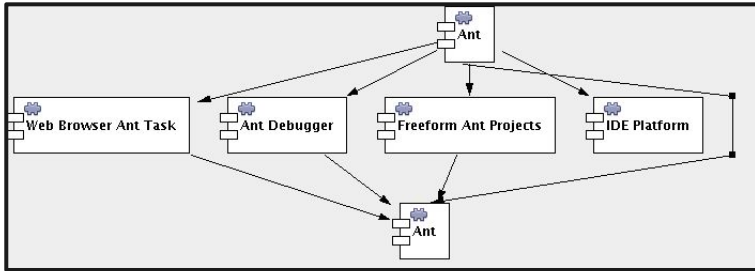 Ant
Web Browser Ant Task
Ant Debugger
Freeform Ant Projects
IDE Platform
Ant